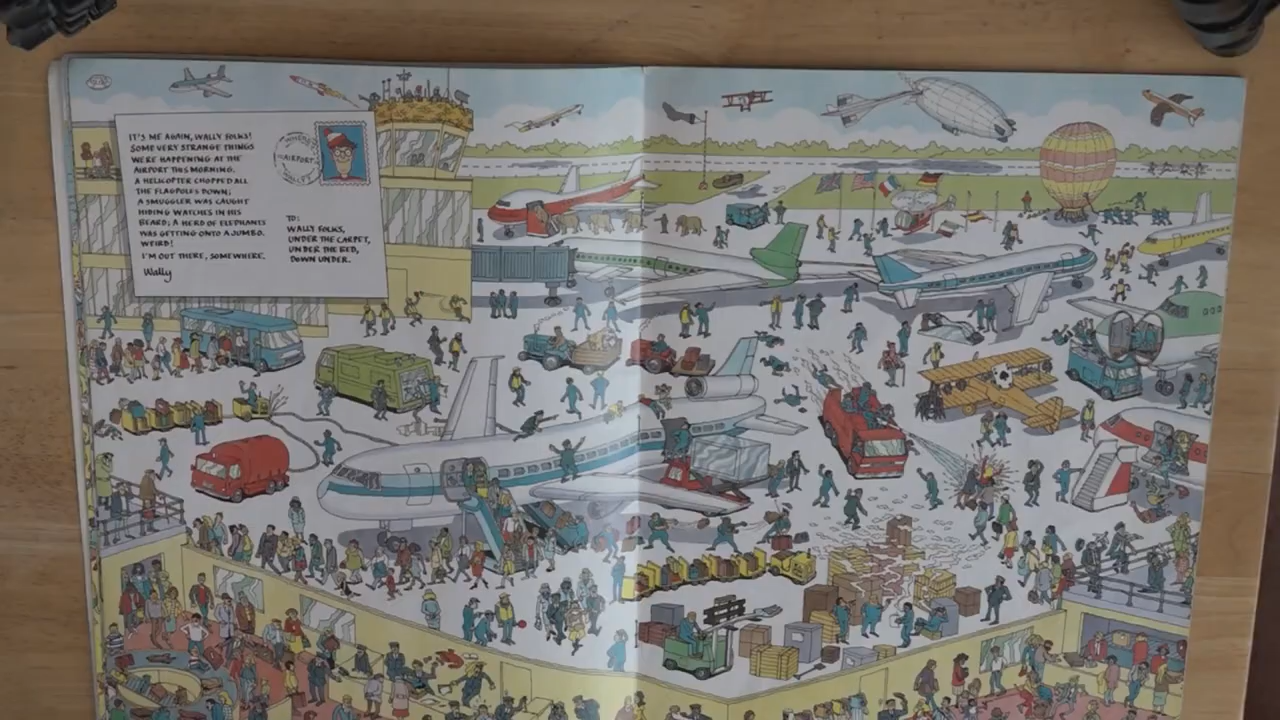 IT'S ME AGAIN, WALLY FOLKS!
SOME VERY STRANGE THINGS
WERE HAPPENING AT THE
AIRPORT THIS MORNING.
A HELICOPTER CHOPPED ALL
THE FLAGPOLES DOWN;
A SMUGGLER WAS CAUGHT
HIDING WATCHES IN HIS
BEARD; A HERD OF ELEPHANTS
WAS GETTING ONTO A JUMBO.
WEIRD!
I'M OUT THERE, SOMEWHERE.
Wally
WHERE'S
AIRPORT
WALLY
TO:
WALLY FOLKS,
UNDER THE CARPET,
UNDER THE BED,
DOWN UNDER.